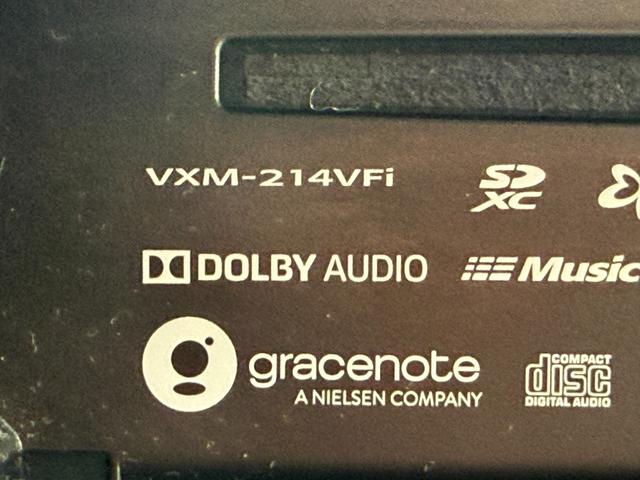 VXM-214VFi
SD
XC
DOLBY AUDIO
Music
gracenote
A NIELSEN COMPANY
COMPACT
disc
DIGITAL AUDIO